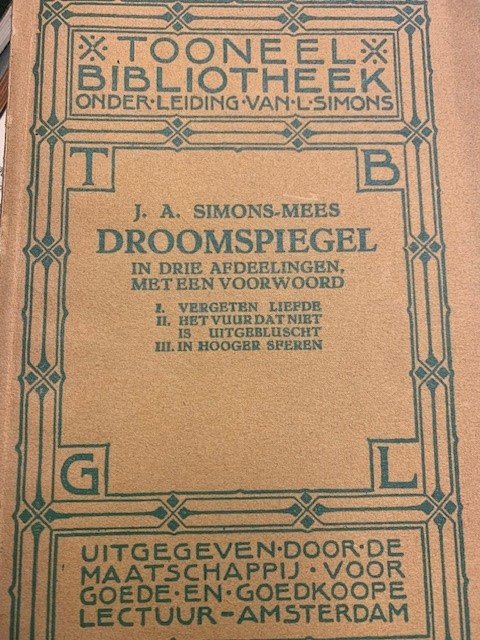 TOONEEL
BIBLIOTHEEK
ONDER·LEIDING·VAN·L·SIMONS
T B
J. A. SIMONS-MEES
DROOMSPIEGEL
IN DRIE AFDEELINGEN,
MET EEN VOORWOORD
I. VERGETEN LIEFDE
II. HET VUUR DAT NIET
IS UITGEBLUSCHT
III. IN HOOGER SFEREN
G L
UITGEGEVEN·DOOR·DE
MAATSCHAPPIJ·VOOR
GOEDE·EN·GOEDKOOPE
LECTUUR-AMSTERDAM